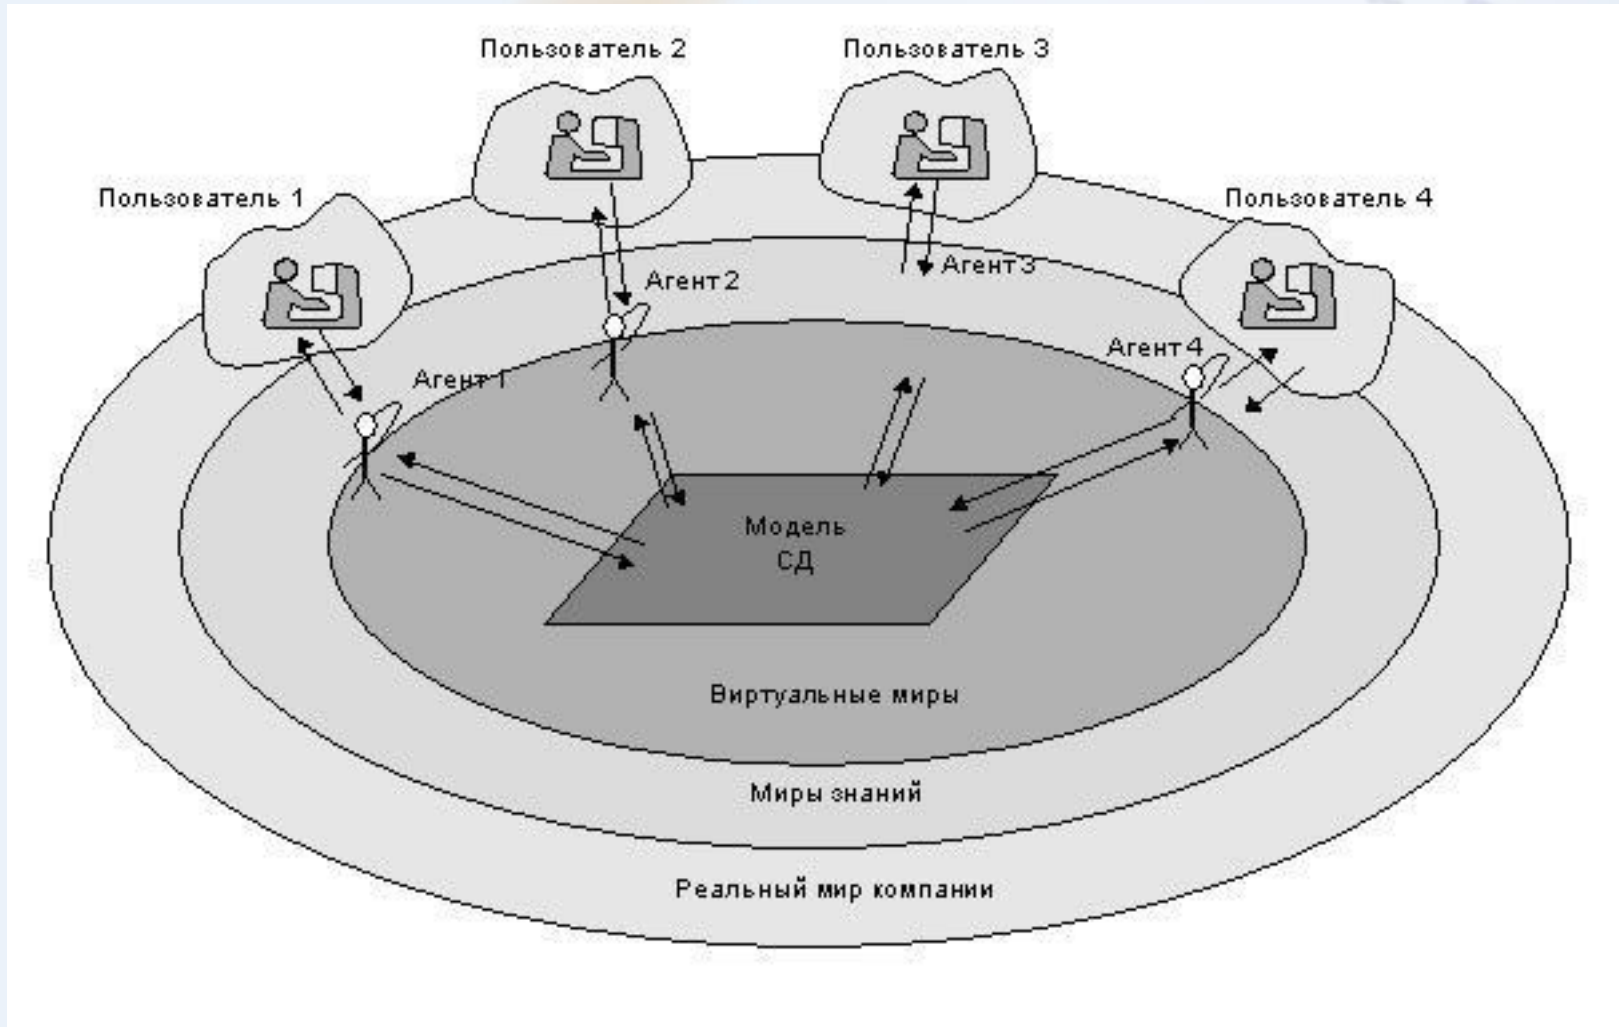 Пользователь 2
Пользователь 3
Пользователь 1
Пользователь 4
Агент 2
Агент 3
Агент 4
Агент 1
Модель
СД
Виртуальные миры
Миры знаний
Реальный мир компании